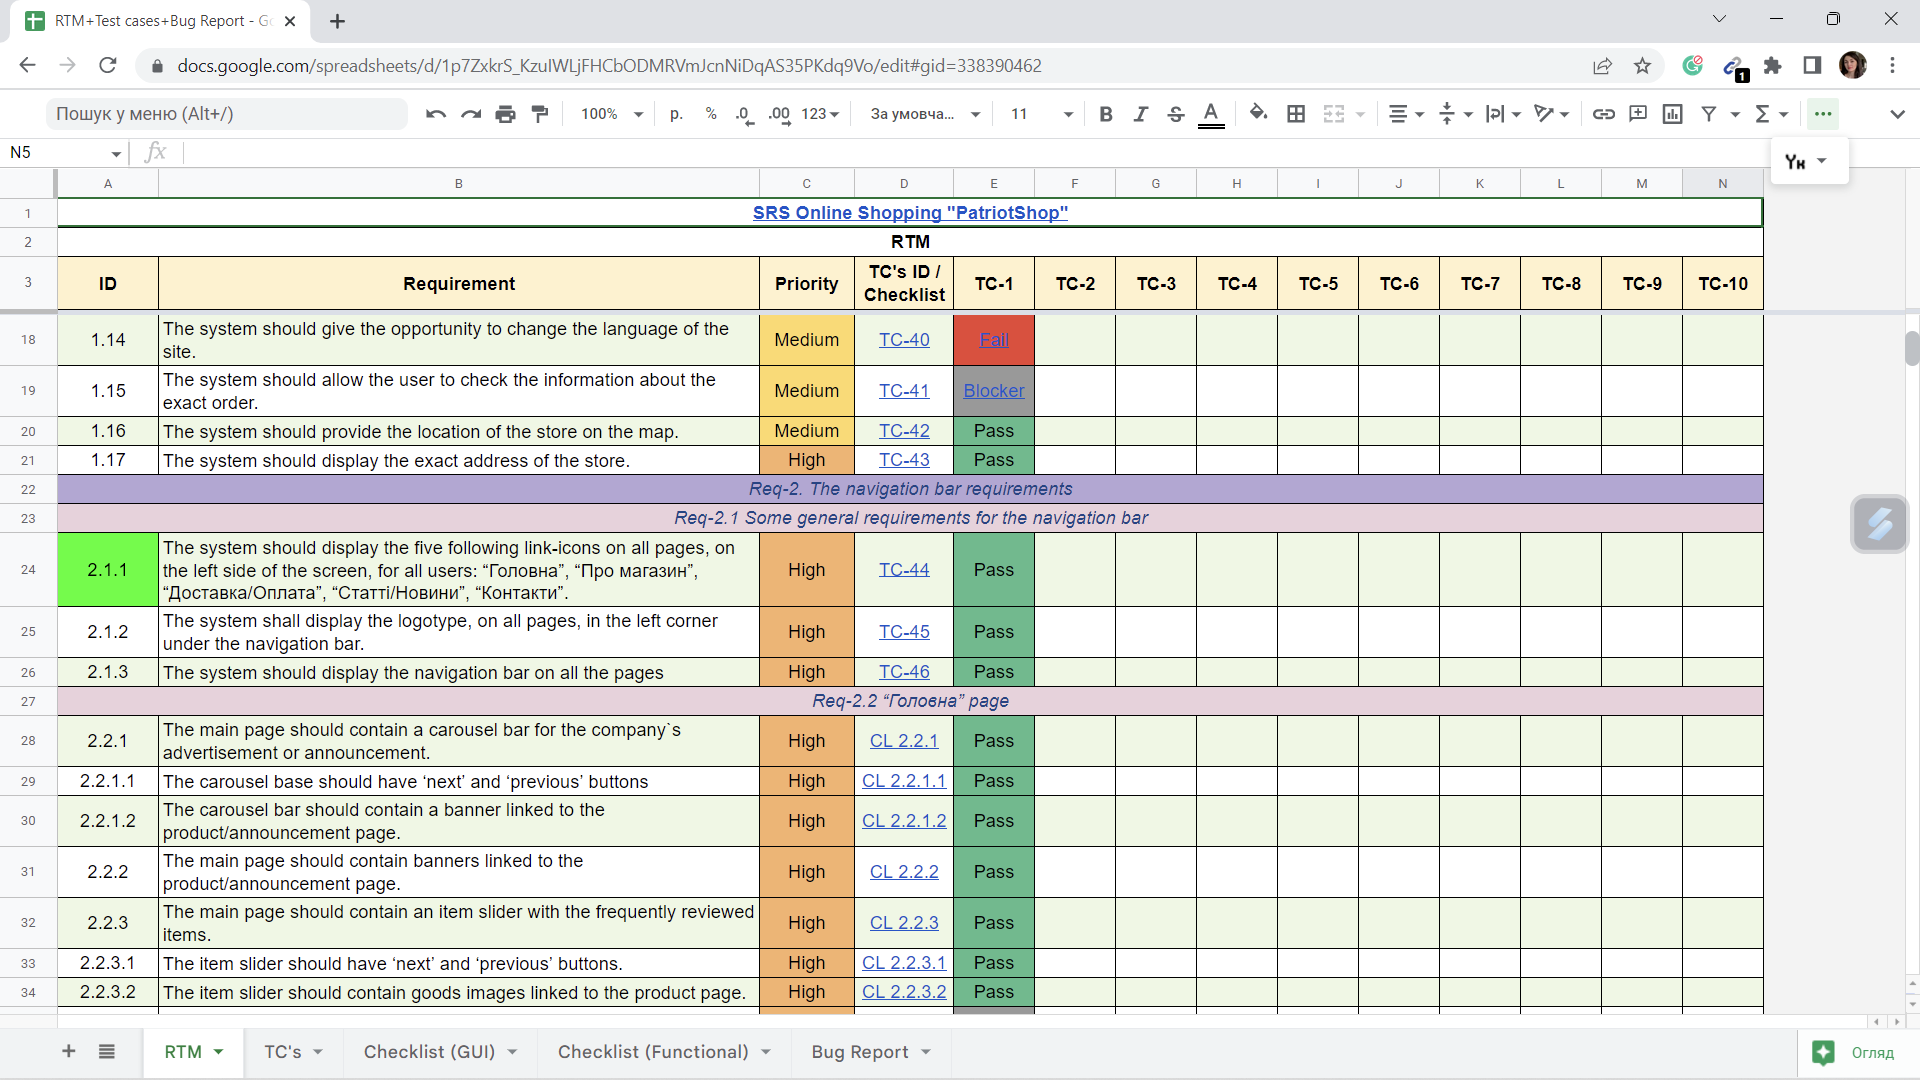 RTM+Test cases+Bug Report - Go
docs.google.com/spreadsheets/d/1p7ZxkrS_KzuIWLjFHCbODMRVmJcnNiDqAS35PKdq9Vo/edit#gid=338390462
1
Пошук у меню (Alt+/)
100%
р.
%
.0
.00
123
За умовча...
11
B
I
S
A
N5
fx
A
B
C
D
E
F
G
H
I
J
K
L
M
N
1
SRS Online Shopping "PatriotShop"
2
RTM
3
ID
Requirement
Priority
TC's ID /
Checklist
TC-1
TC-2
TC-3
TC-4
TC-5
TC-6
TC-7
TC-8
TC-9
TC-10
18
1.14
The system should give the opportunity to change the language of the
site.
Medium
TC-40
Fail
19
1.15
The system should allow the user to check the information about the
exact order.
Medium
TC-41
Blocker
20
1.16
The system should provide the location of the store on the map.
Medium
TC-42
Pass
21
1.17
The system should display the exact address of the store.
High
TC-43
Pass
22
Req-2. The navigation bar requirements
23
Req-2.1 Some general requirements for the navigation bar
24
2.1.1
The system should display the five following link-icons on all pages, on
the left side of the screen, for all users: “Головна”, “Про магазин”,
“Доставка/Оплата”, “Статті/Новини”, “Контакти”.
High
TC-44
Pass
25
2.1.2
The system shall display the logotype, on all pages, in the left corner
under the navigation bar.
High
TC-45
Pass
26
2.1.3
The system should display the navigation bar on all the pages
High
TC-46
Pass
27
Req-2.2 “Головна” page
28
2.2.1
The main page should contain a carousel bar for the company`s
advertisement or announcement.
High
CL 2.2.1
Pass
29
2.2.1.1
The carousel base should have ‘next’ and ‘previous’ buttons
High
CL 2.2.1.1
Pass
30
2.2.1.2
The carousel bar should contain a banner linked to the
product/announcement page.
High
CL 2.2.1.2
Pass
31
2.2.2
The main page should contain banners linked to the
product/announcement page.
High
CL 2.2.2
Pass
32
2.2.3
The main page should contain an item slider with the frequently reviewed
items.
High
CL 2.2.3
Pass
33
2.2.3.1
The item slider should have ‘next’ and ‘previous’ buttons.
High
CL 2.2.3.1
Pass
34
2.2.3.2
The item slider should contain goods images linked to the product page.
High
CL 2.2.3.2
Pass
RTM
TC's
Checklist (GUI)
Checklist (Functional)
Bug Report
Огляд